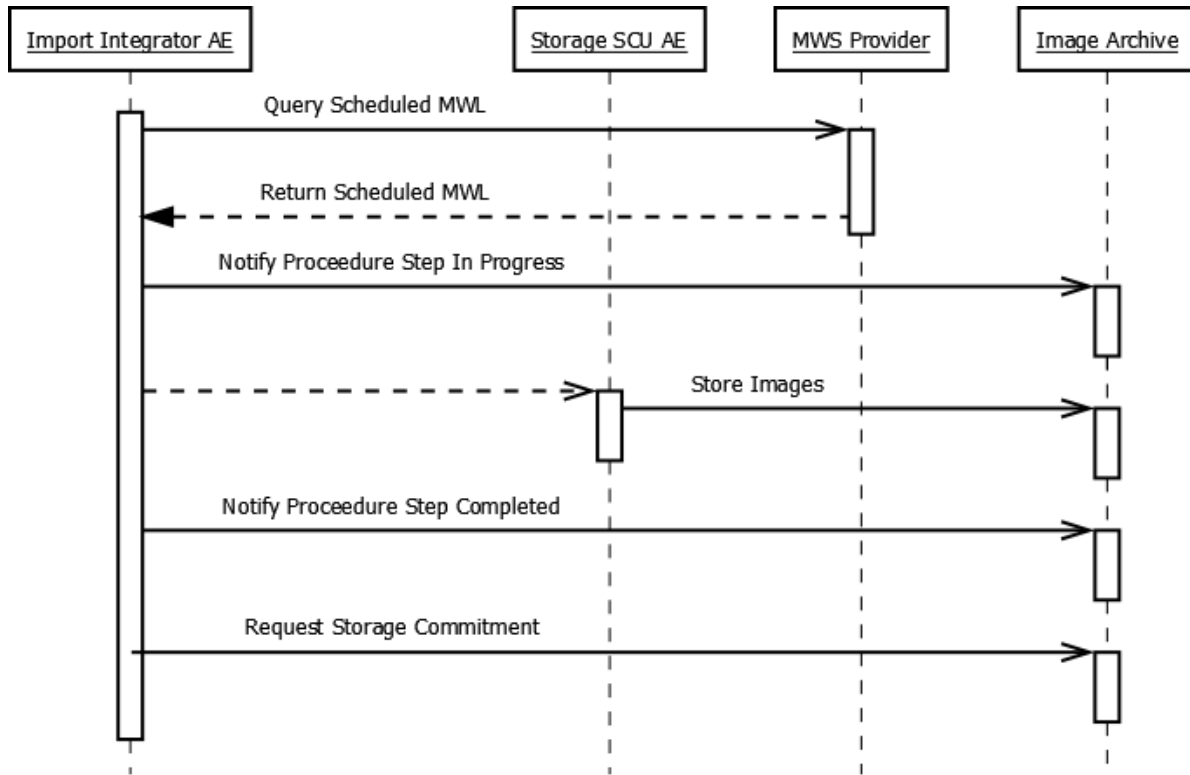 Import Integrator AE
Storage SCU AE
MWS Provider
Image Archive
Query Scheduled MWL
Return Scheduled MWL
Notify Proceedure Step In Progress
Store Images
Notify Proceedure Step Completed
Request Storage Commitment